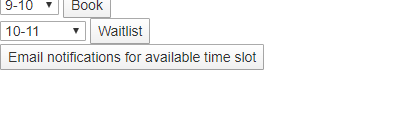 9-10 Book
10-11 Waitlist
Email notifications for available time slot